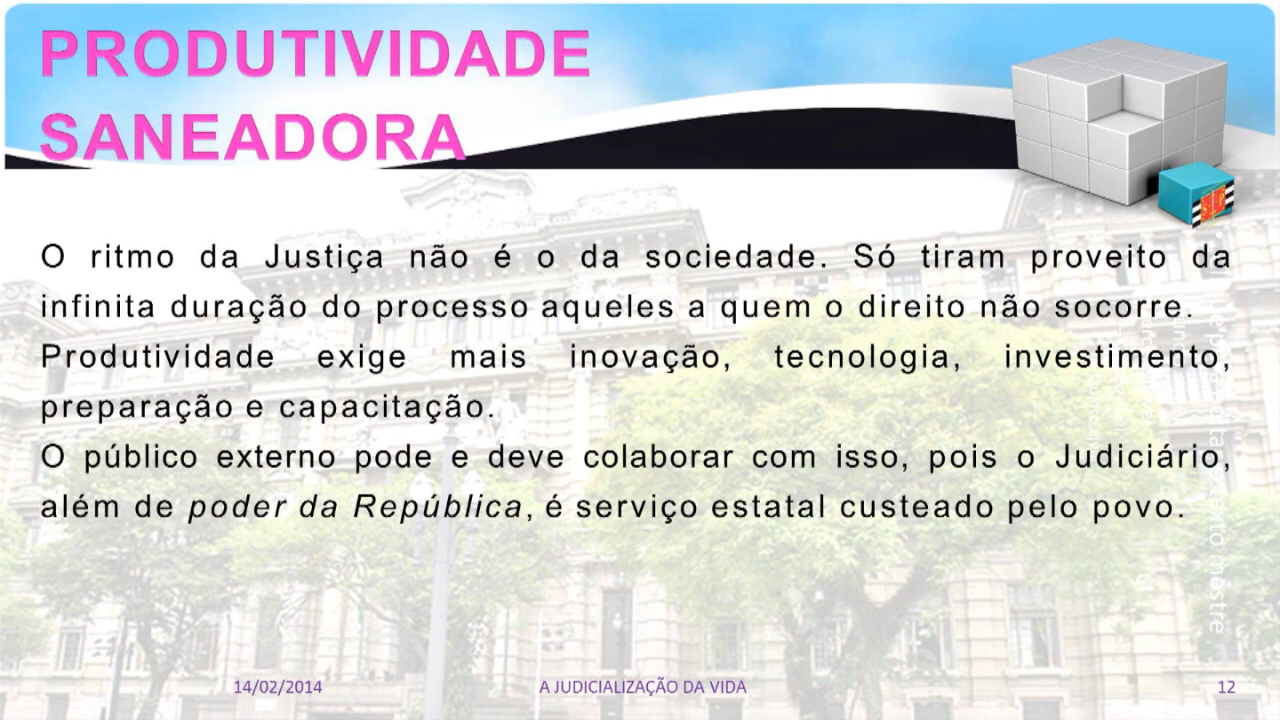 PRODUTIVIDADE
SANEADORA
O ritmo da Justiça não é o da sociedade. Só tiram proveito da
infinita duração do processo aqueles a quem o direito não socorre.
Produtividade exige mais inovação, tecnologia, investimento,
preparação e capacitação.
O público externo pode e deve colaborar com isso, pois o Judiciário,
além de poder da República, é serviço estatal custeado pelo povo.
14/02/2014
A JUDICIALIZAÇÃO DA VIDA
12